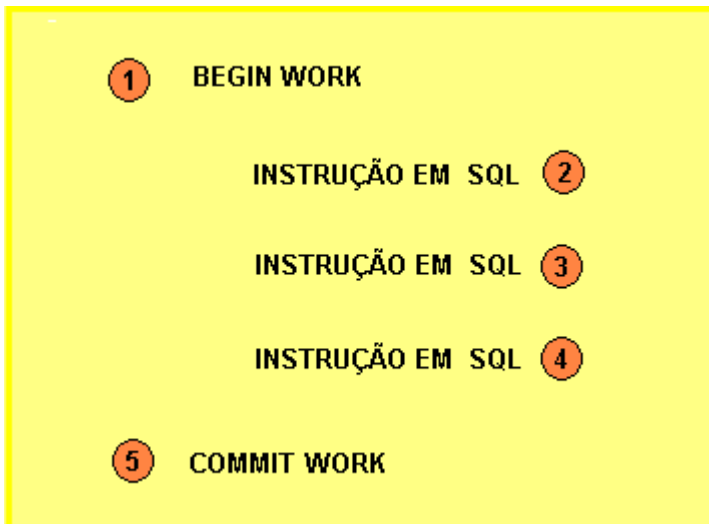 1 BEGIN WORK
INSTRUÇÃO EM SQL 2
INSTRUÇÃO EM SQL 3
INSTRUÇÃO EM SQL 4
5 COMMIT WORK